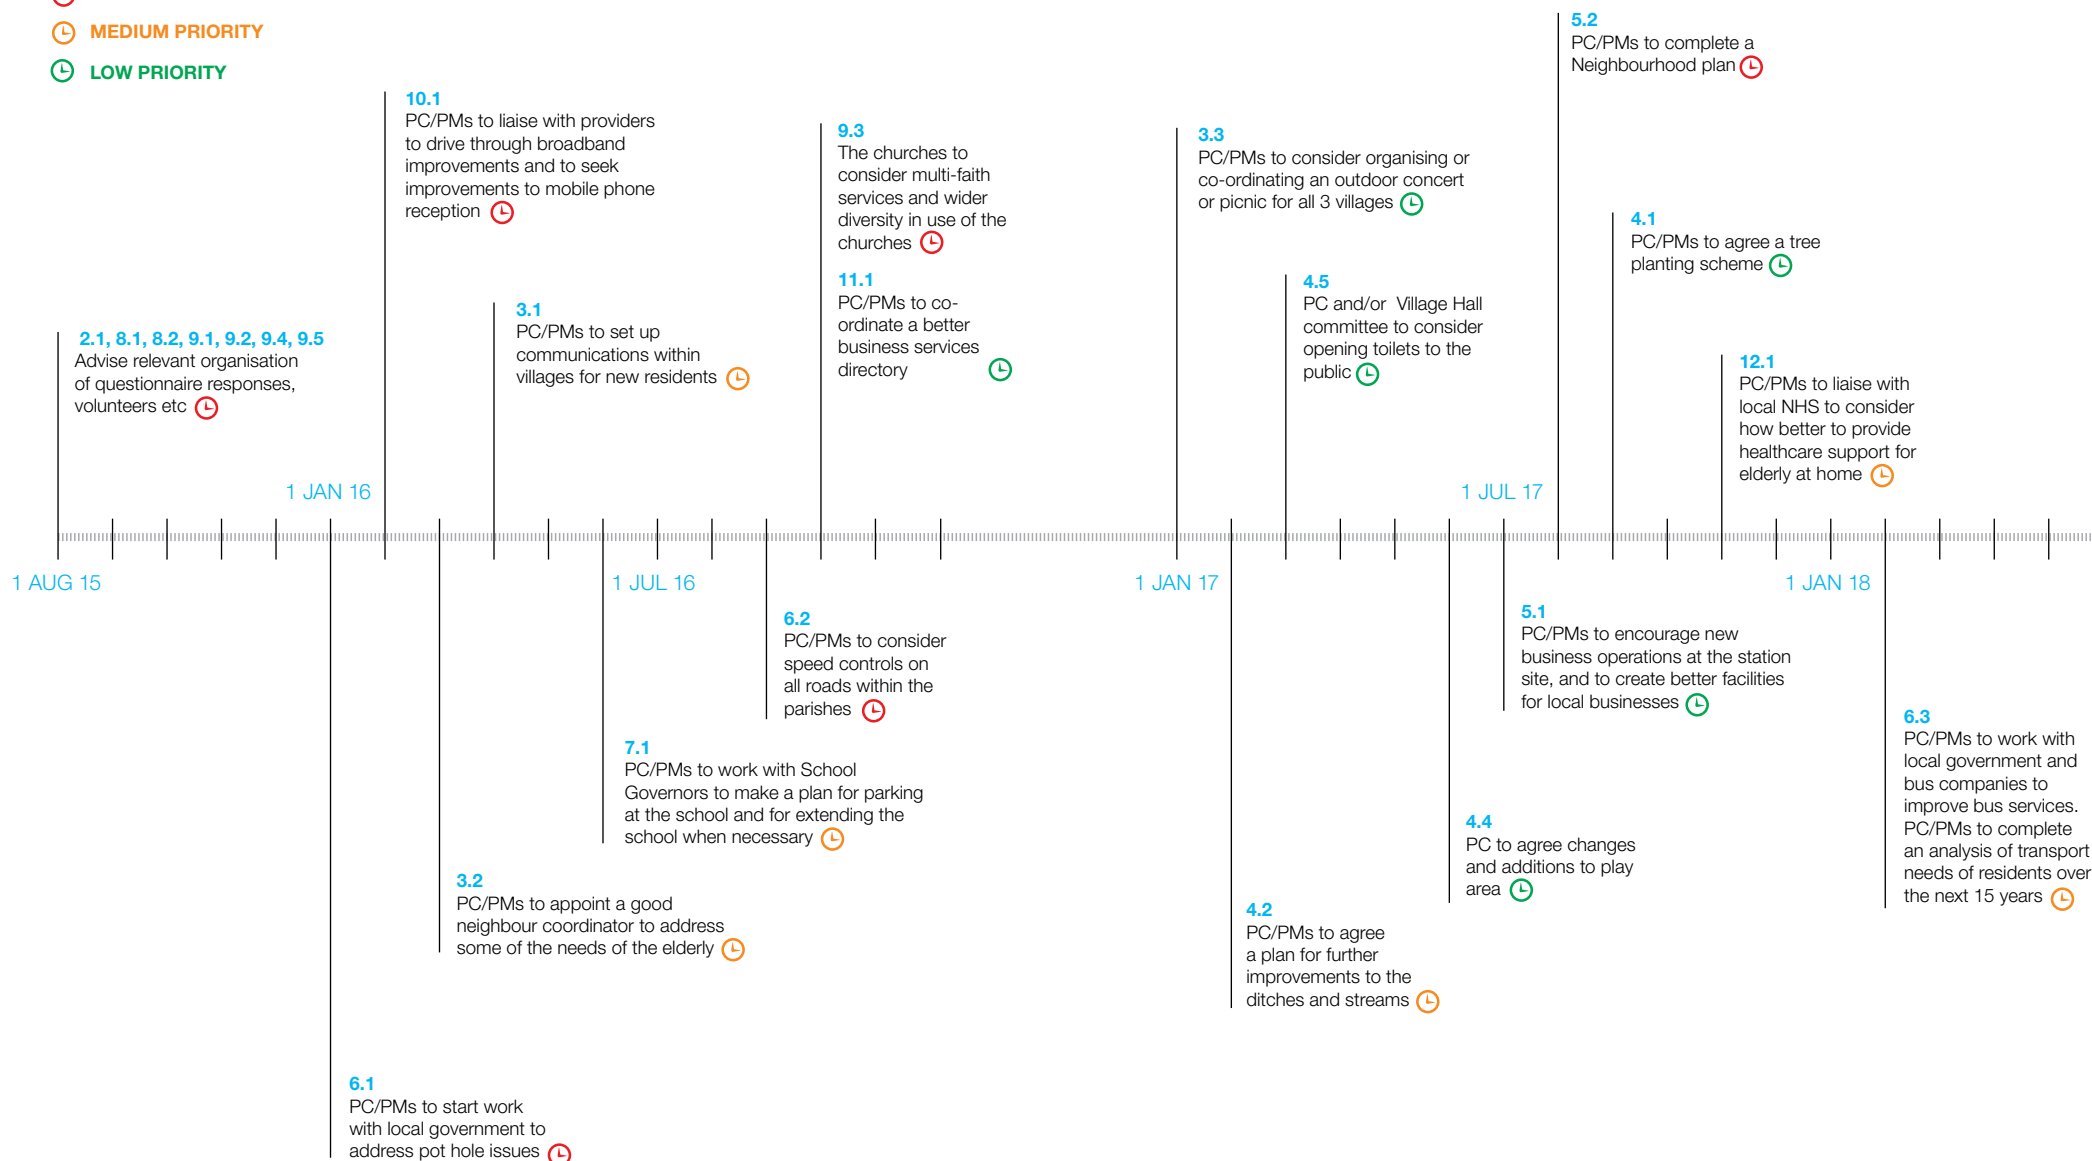 MEDIUM PRIORITY
LOW PRIORITY
5.2
PC/PMs to complete a
Neighbourhood plan
10.1
PC/PMs to liaise with providers
to drive through broadband
improvements and to seek
improvements to mobile phone
reception
9.3
The churches to
consider multi-faith
services and wider
diversity in use of the
churches
11.1
PC/PMs to co-
ordinate a better
business services
directory
3.3
PC/PMs to consider organising or
co-ordinating an outdoor concert
or picnic for all 3 villages
4.1
PC/PMs to agree a tree
planting scheme
4.5
PC and/or Village Hall
committee to consider
opening toilets to the
public
3.1
PC/PMs to set up
communications within
villages for new residents
2.1, 8.1, 8.2, 9.1, 9.2, 9.4, 9.5
Advise relevant organisation
of questionnaire responses,
volunteers etc
12.1
PC/PMs to liaise with
local NHS to consider
how better to provide
healthcare support for
elderly at home
1 JAN 16
1 JUL 17
1 AUG 15
1 JUL 16
1 JAN 17
1 JAN 18
6.2
PC/PMs to consider
speed controls on
all roads within the
parishes
5.1
PC/PMs to encourage new
business operations at the station
site, and to create better facilities
for local businesses
7.1
PC/PMs to work with School
Governors to make a plan for parking
at the school and for extending the
school when necessary
6.3
PC/PMs to work with
local government and
bus companies to
improve bus services.
PC/PMs to complete
an analysis of transport
needs of residents over
the next 15 years
4.4
PC to agree changes
and additions to play
area
3.2
PC/PMs to appoint a good
neighbour coordinator to address
some of the needs of the elderly
4.2
PC/PMs to agree
a plan for further
improvements to the
ditches and streams
6.1
PC/PMs to start work
with local government to
address pot hole issues